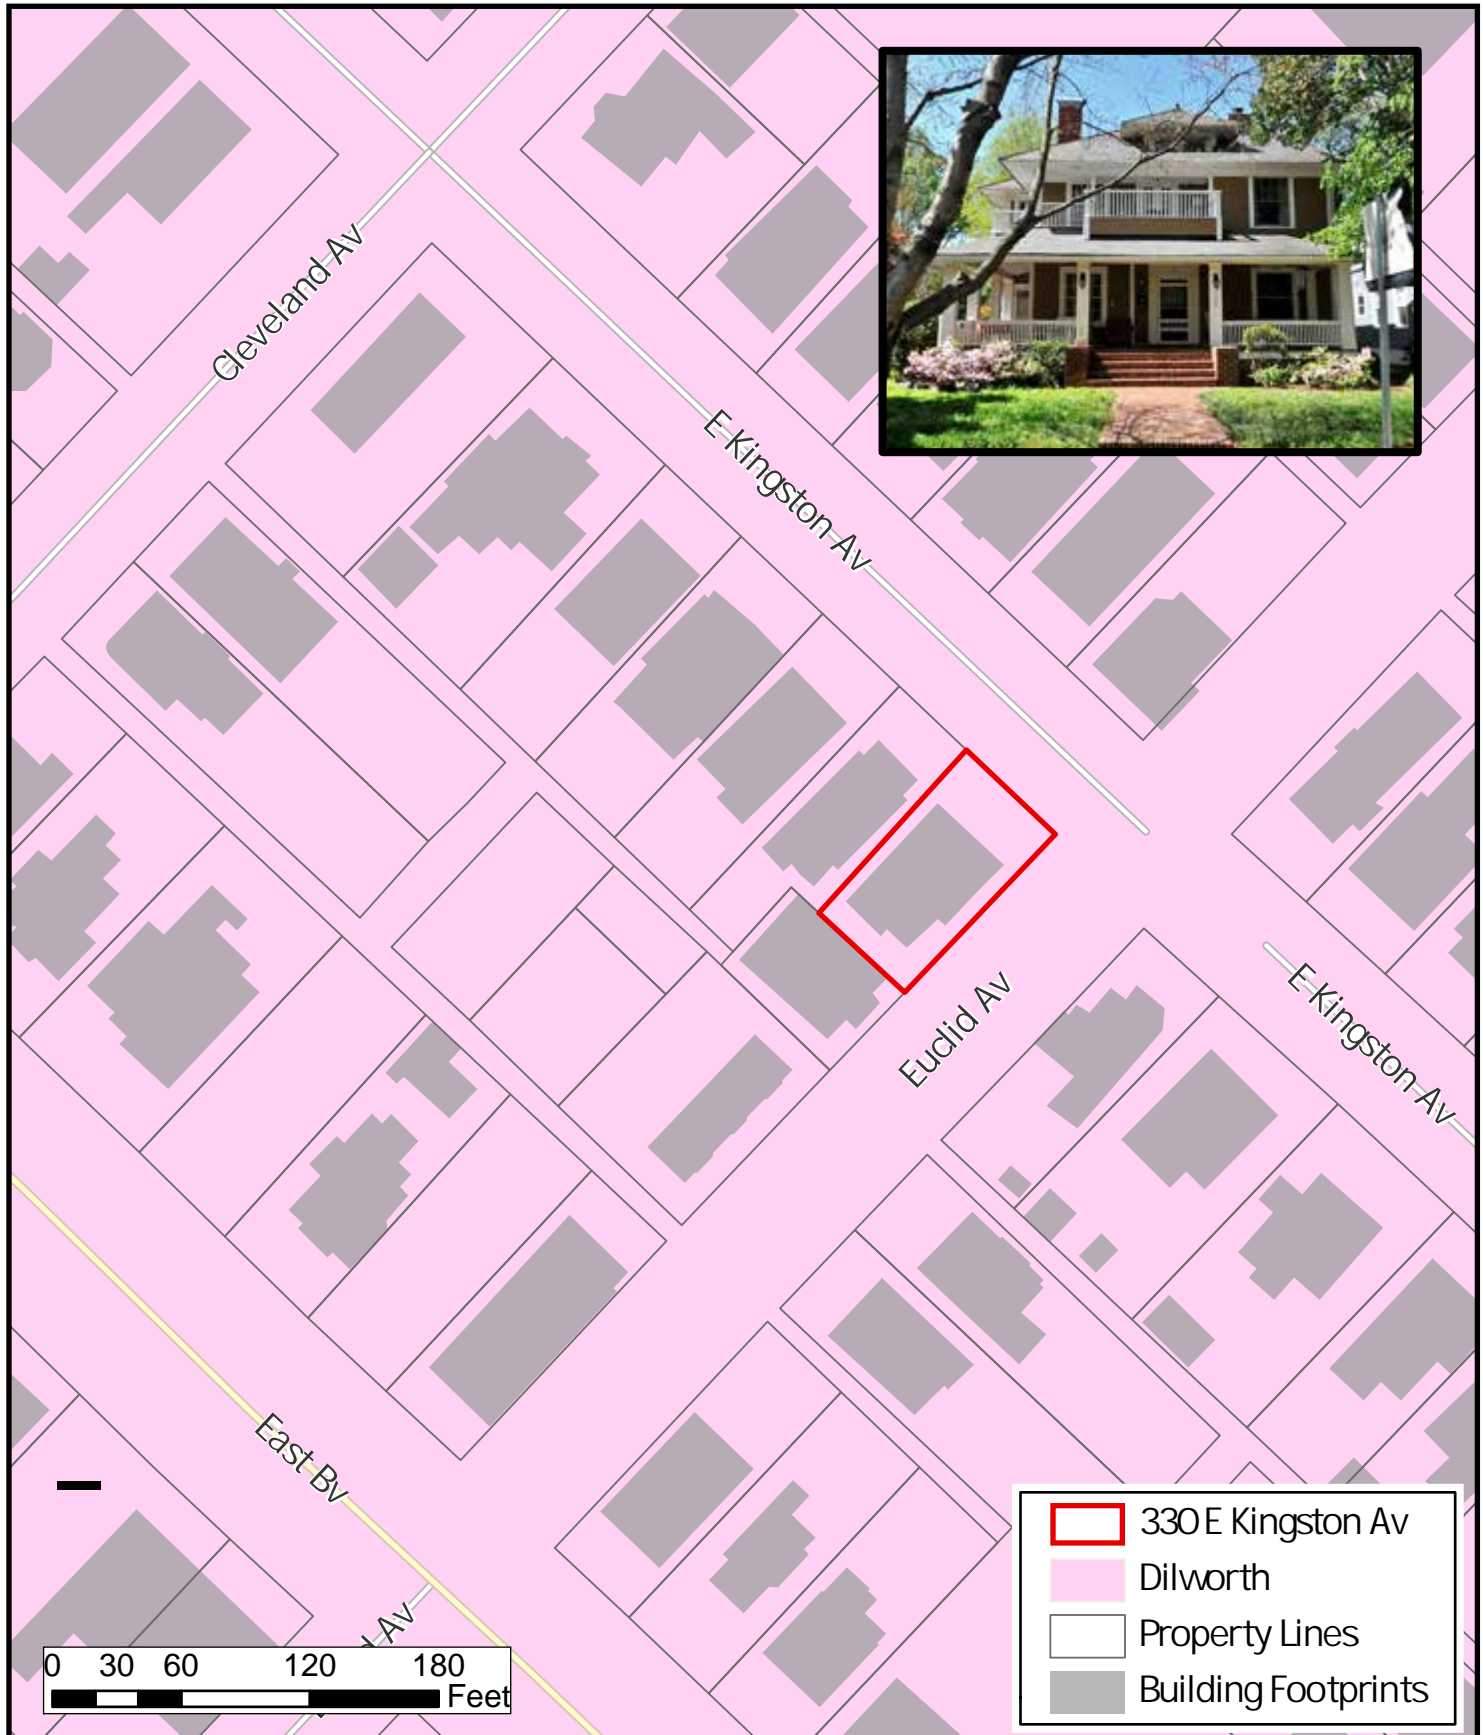 Cleveland Av
E Kingston Av
E Kingston Av
Euclid Av
East Bv
Av
0 30 60 120 180
Feet
330 E Kingston Av
Dilworth
Property Lines
Building Footprints